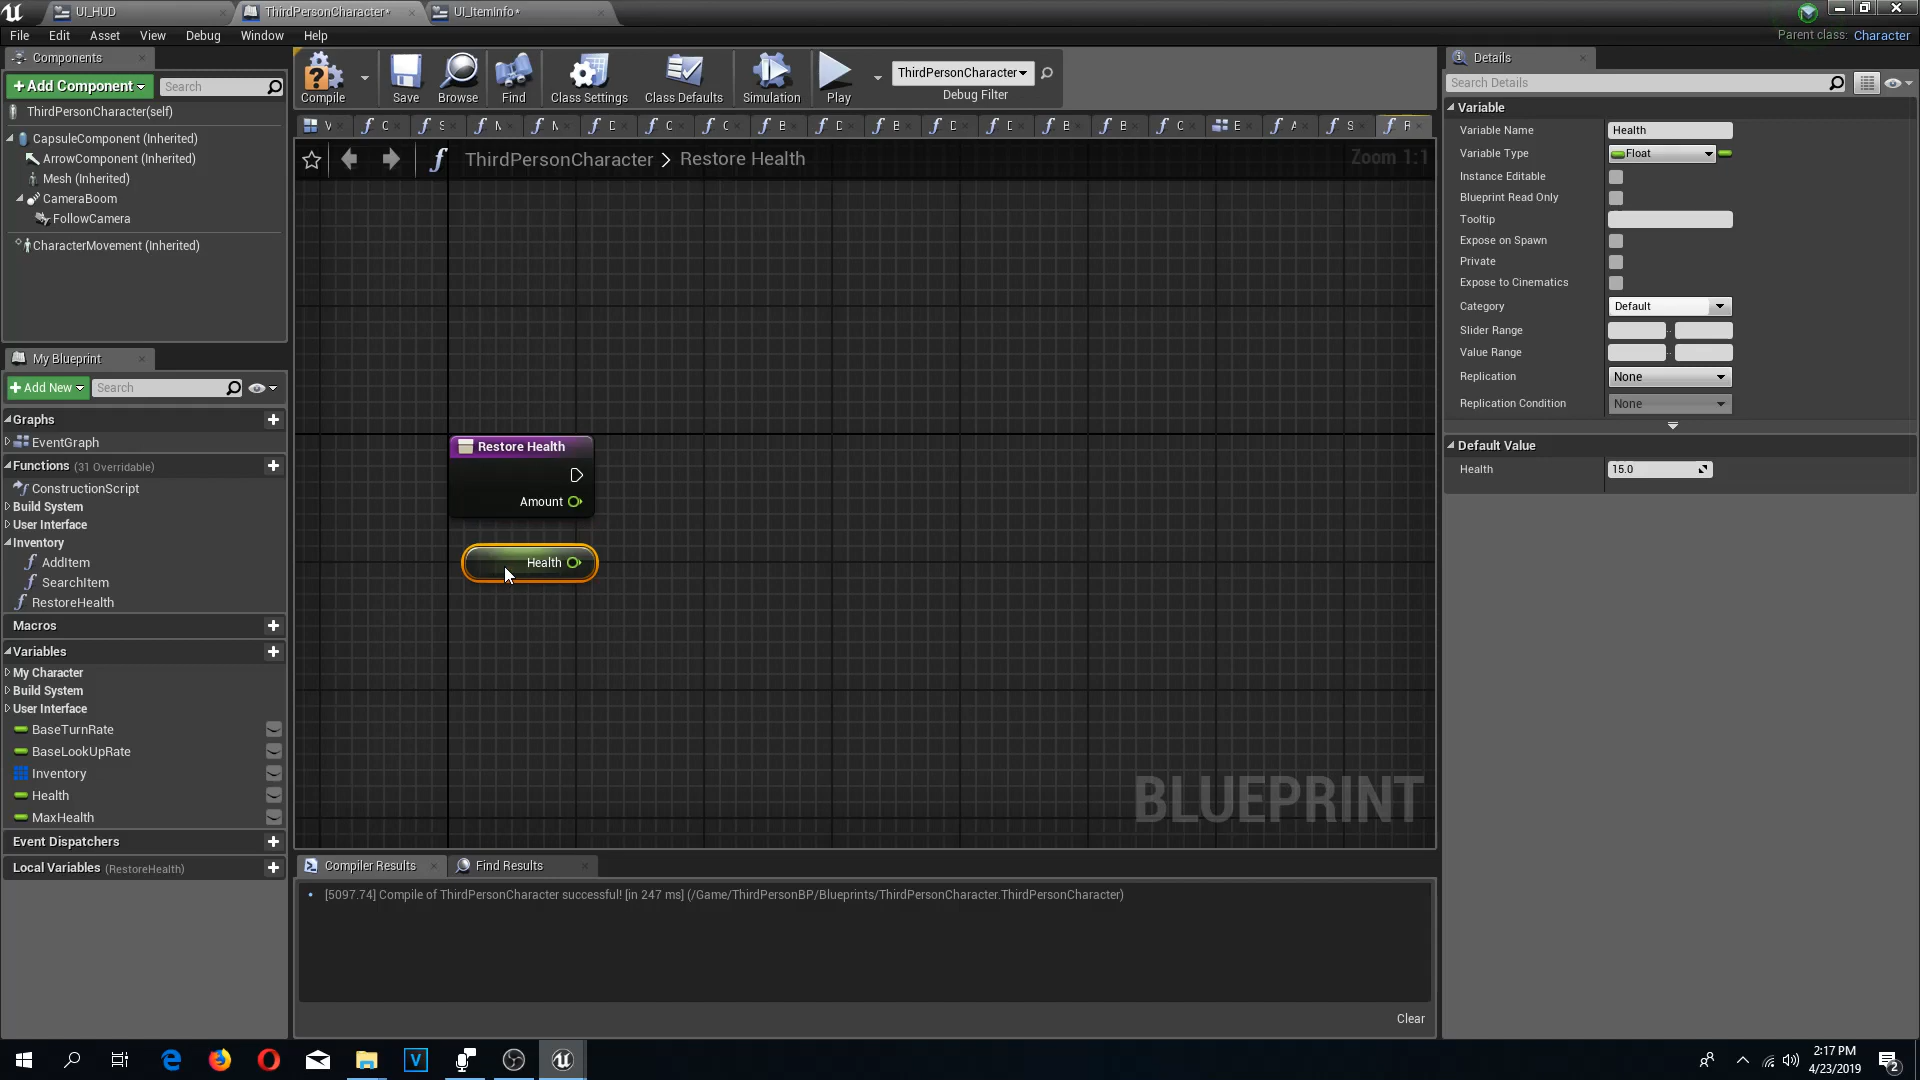 UI_HUD
ThirdPersonCharacter*
UI_ItemInfo*
File Edit Asset View Debug Window Help
Parent class: Character
Components
Add Component
Search
ThirdPersonCharacter(self)
CapsuleComponent (Inherited)
ArrowComponent (Inherited)
Mesh (Inherited)
CameraBoom
FollowCamera
CharacterMovement (Inherited)
My Blueprint
Add New
Search
Graphs
EventGraph
Functions (31 Overridable)
ConstructionScript
Build System
User Interface
Inventory
AddItem
SearchItem
RestoreHealth
Macros
Variables
My Character
Build System
User Interface
BaseTurnRate
BaseLookUpRate
Inventory
Health
MaxHealth
Event Dispatchers
Local Variables (RestoreHealth)
Compile
Save
Browse
Find
Class Settings
Class Defaults
Simulation
Play
ThirdPersonCharacter
Debug Filter
V C S N N D C C B D B D D B B C E A S R
ThirdPersonCharacter > Restore Health
Zoom 1:1
Restore Health
Amount
Health
BLUEPRINT
Compiler Results
Find Results
[5097.74] Compile of ThirdPersonCharacter successful! [in 247 ms] (/Game/ThirdPersonBP/Blueprints/ThirdPersonCharacter.ThirdPersonCharacter)
Clear
Details
Search Details
Variable
Variable Name Health
Variable Type Float
Instance Editable
Blueprint Read Only
Tooltip
Expose on Spawn
Private
Expose to Cinematics
Category Default
Slider Range
Value Range
Replication None
Replication Condition None
Default Value
Health 15.0
2:17 PM
4/23/2019
2